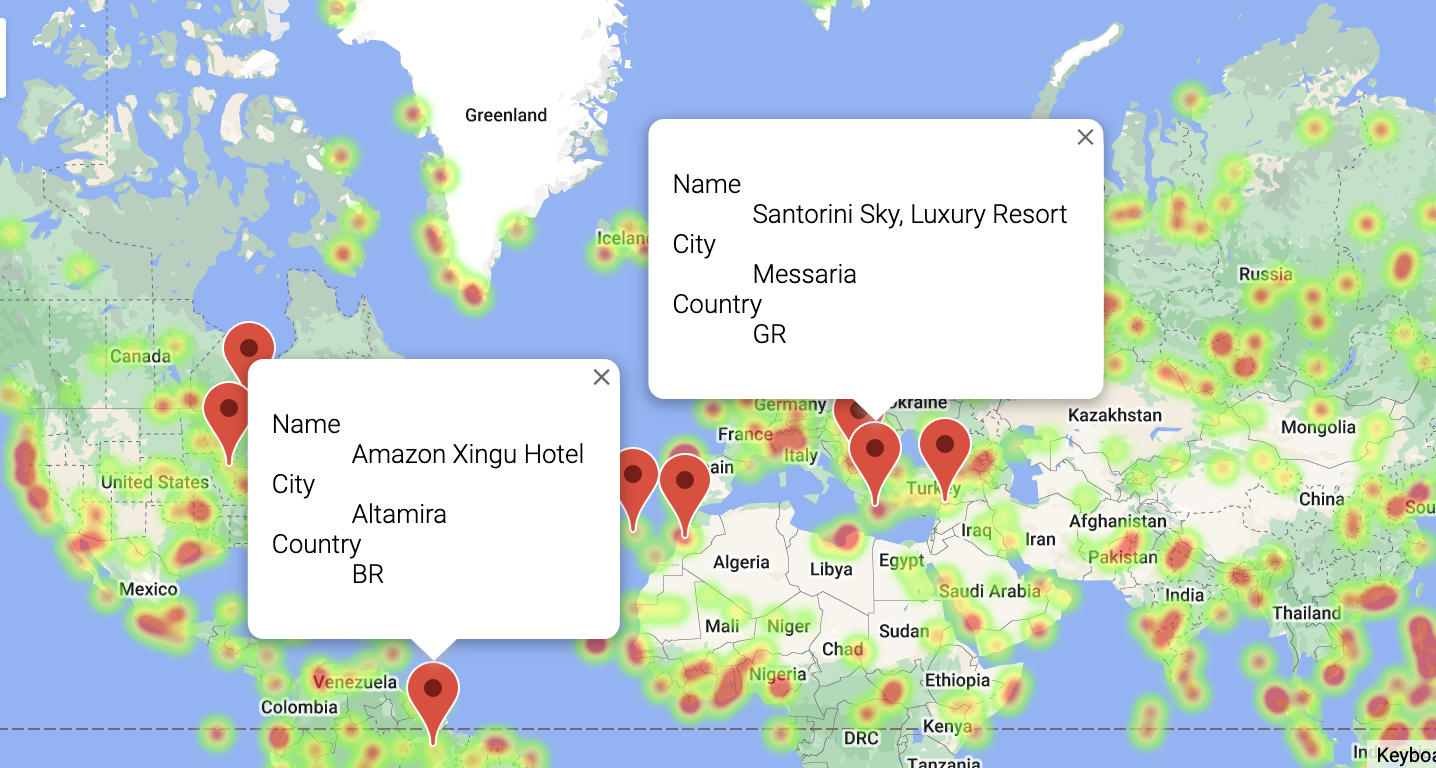 Greenland
Name
Santorini Sky, Luxury Resort
City
Messaria
Country
GR
Icelan
Russia
Canada
Name
Amazon Xingu Hotel
City
Altamira
Country
BR
Germany
Ukraine
Kazakhstan
Mongolia
France
Italy
ain
United States
Turkey
China
Sou
Afghanistan
Iraq
Iran
Pakistan
Algeria
Libya
Egypt
Saudi Arabia
Mexico
India
Thailand
Mali
Niger
Sudan
Chad
Nigeria
Ethiopia
Venezuela
Colombia
Kenya
DRC
Ind
Keyboa
Tanzania